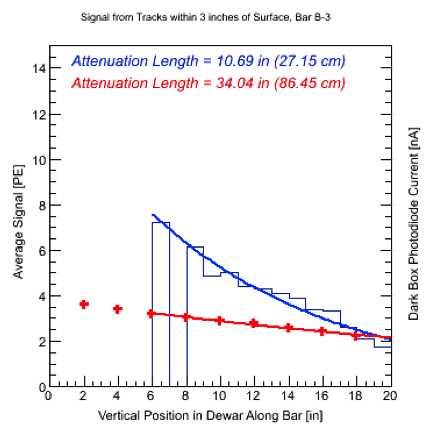 Signal from Tracks within 3 inches of Surface, Bar B-3
Attenuation Length = 10.69 in (27.15 cm)
Attenuation Length = 34.04 in (86.45 cm)
14
12
10
8
6
4
2
0
Average Signal [PE]
Dark Box Photodiode Current [nA]
0 2 4 6 8 10 12 14 16 18 20
Vertical Position in Dewar Along Bar [in]